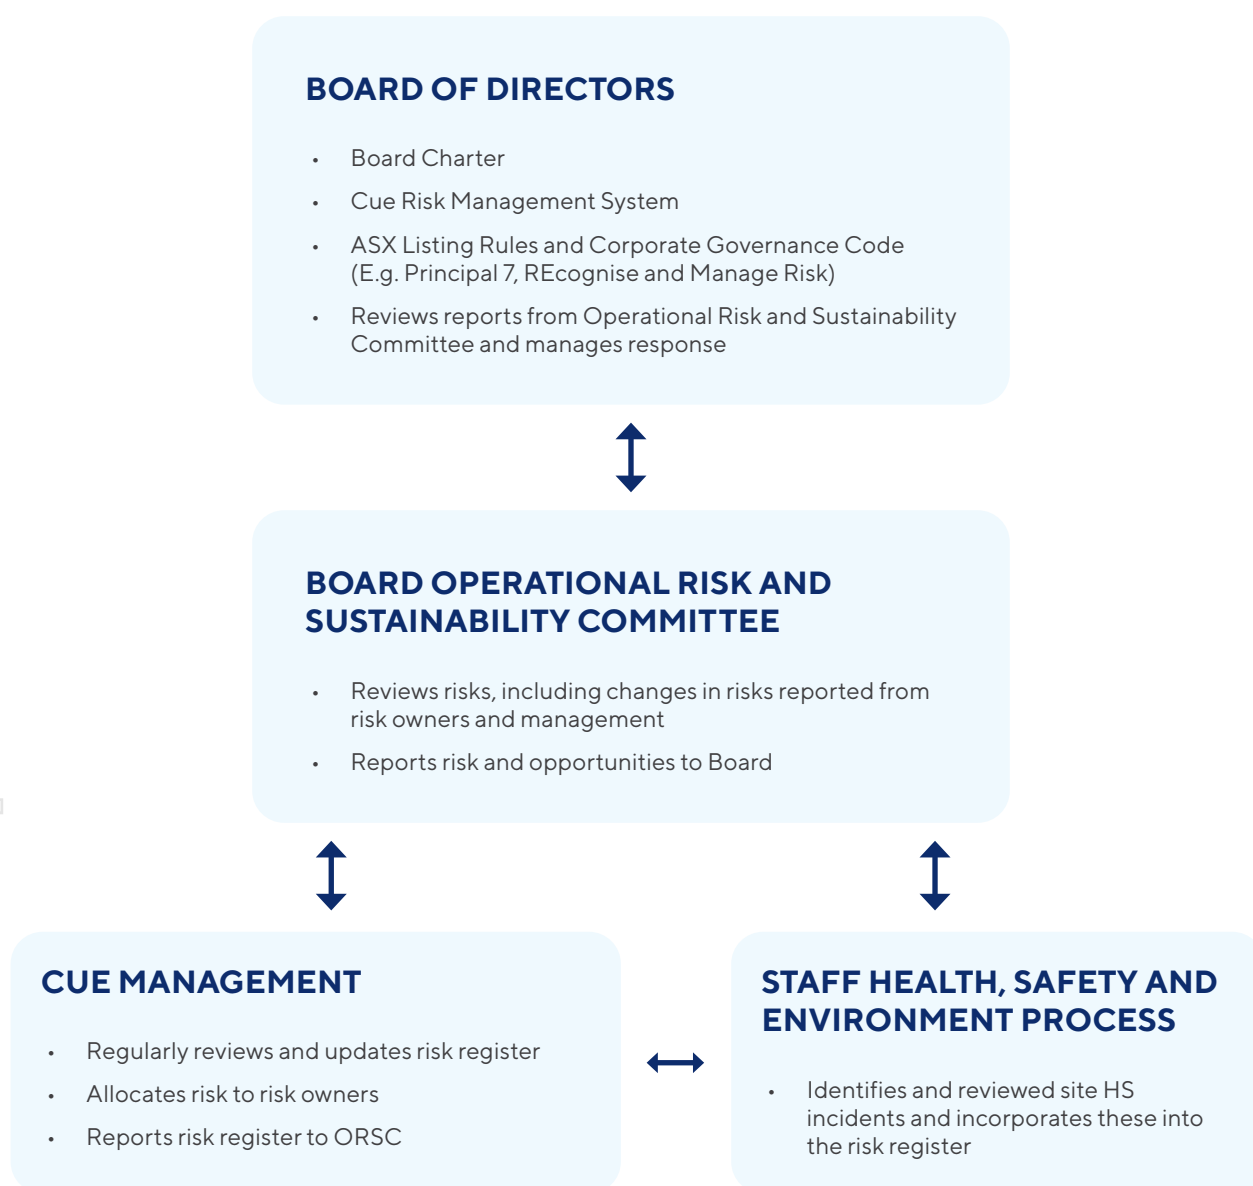 BOARD OF DIRECTORS
• Board Charter
• Cue Risk Management System
• ASX Listing Rules and Corporate Governance Code
(E.g. Principal 7, REcognise and Manage Risk)
• Reviews reports from Operational Risk and Sustainability
Committee and manages response
BOARD OPERATIONAL RISK AND
SUSTAINABILITY COMMITTEE
• Reviews risks, including changes in risks reported from
risk owners and management
• Reports risk and opportunities to Board
CUE MANAGEMENT
• Regularly reviews and updates risk register
• Allocates risk to risk owners
• Reports risk register to ORSC
STAFF HEALTH, SAFETY AND
ENVIRONMENT PROCESS
• Identifies and reviewed site HS
incidents and incorporates these into
the risk register